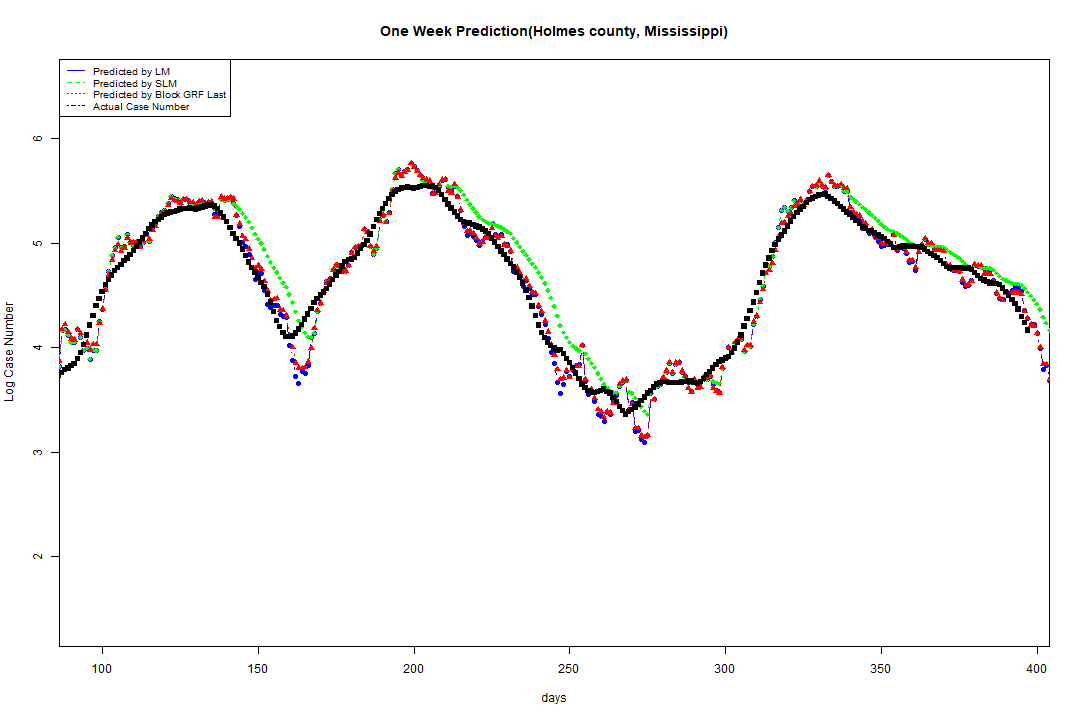 One Week Prediction(Holmes county, Mississippi)
Predicted by LM
Predicted by SLM
Predicted by Block GRF Last
Actual Case Number
6
5
4
3
2
Log Case Number
100 150 200 250 300 350 400
days